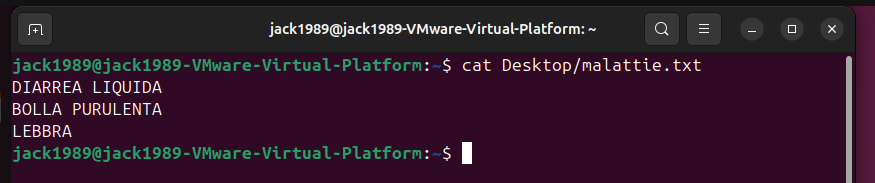 jack1989@jack1989-VMware-Virtual-Platform: ~
jack1989@jack1989-VMware-Virtual-Platform:~$ cat Desktop/malattie.txt
DIARREA LIQUIDA
BOLLA PURULENTA
LEBBRA
jack1989@jack1989-VMware-Virtual-Platform:~$